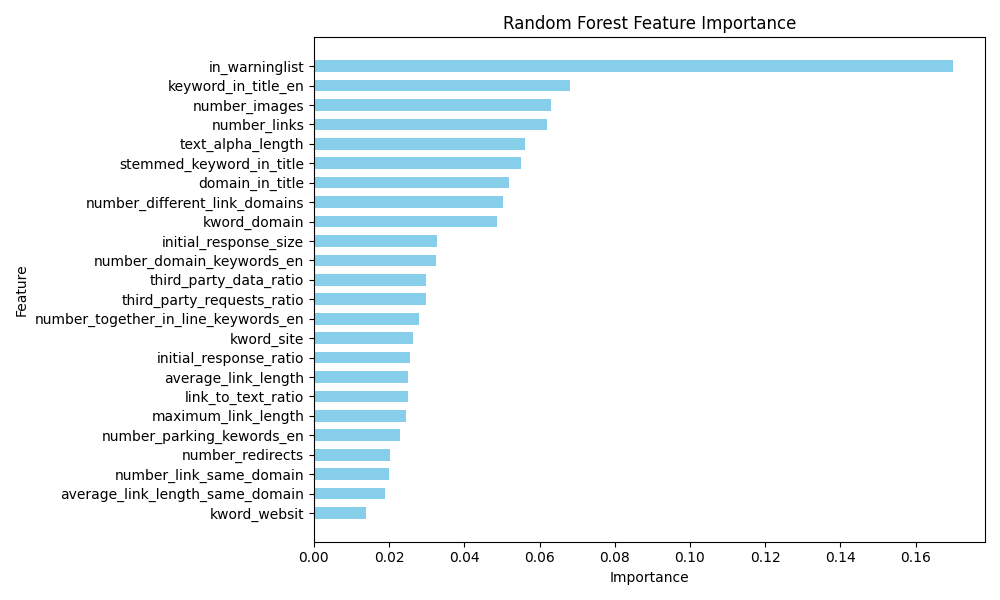 Random Forest Feature Importance
in_warninglist
keyword_in_title_en
number_images
number_links
text_alpha_length
stemmed_keyword_in_title
domain_in_title
number_different_link_domains
kword_domain
initial_response_size
number_domain_keywords_en
third_party_data_ratio
third_party_requests_ratio
number_together_in_line_keywords_en
kword_site
initial_response_ratio
average_link_length
link_to_text_ratio
maximum_link_length
number_parking_kewords_en
number_redirects
number_link_same_domain
average_link_length_same_domain
kword_websit
Feature
0.00 0.02 0.04 0.06 0.08 0.10 0.12 0.14 0.16
Importance